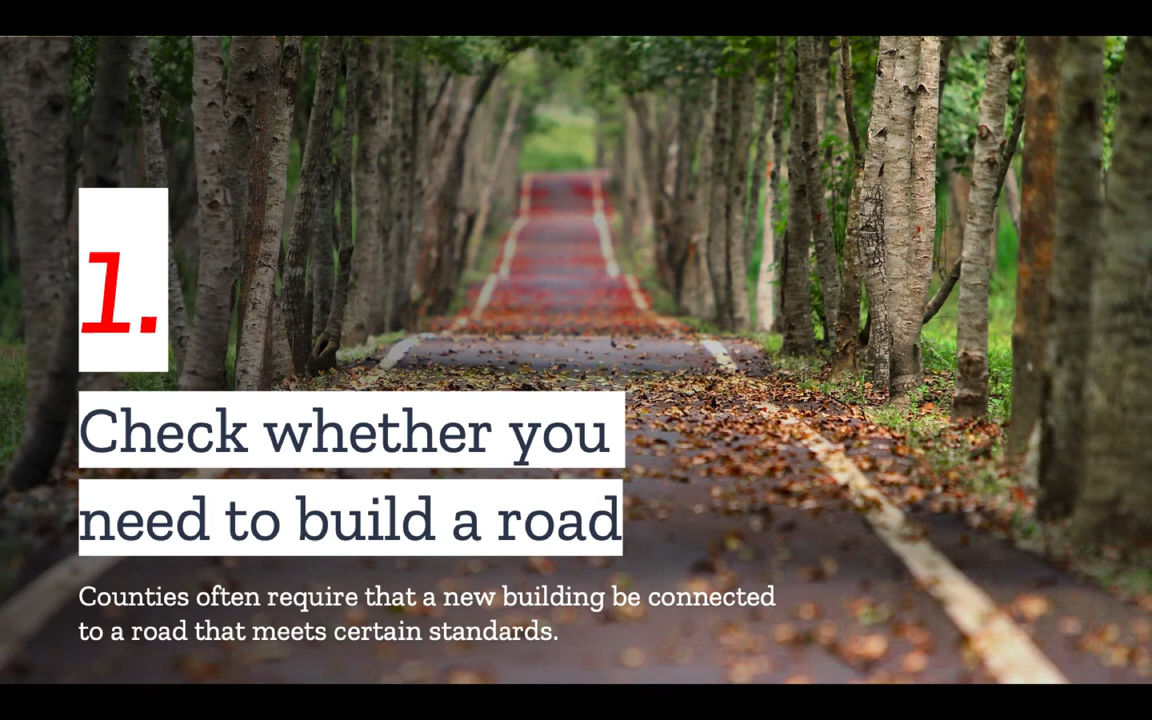 1.
Check whether you
need to build a road
Counties often require that a new building be connected
to a road that meets certain standards.